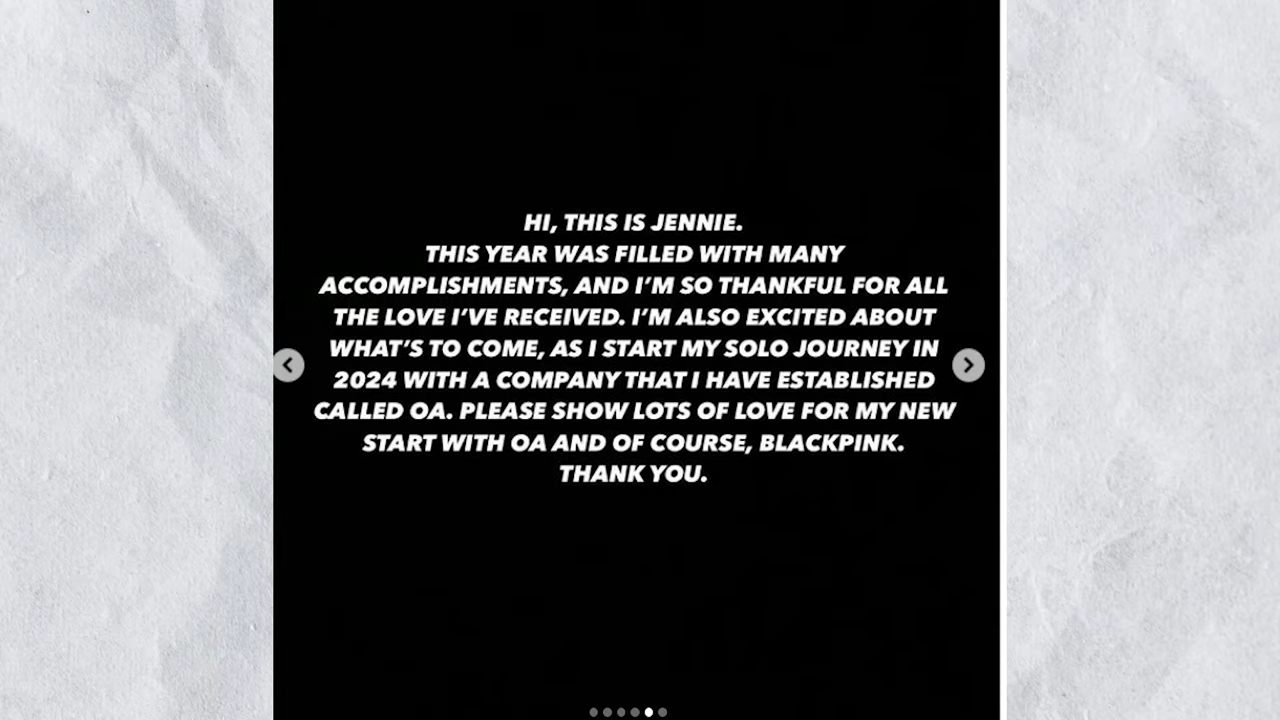 HI, THIS IS JENNIE.
THIS YEAR WAS FILLED WITH MANY
ACCOMPLISHMENTS, AND I'M SO THANKFUL FOR ALL
THE LOVE I'VE RECEIVED. I'M ALSO EXCITED ABOUT
WHAT'S TO COME, AS I START MY SOLO JOURNEY IN
2024 WITH A COMPANY THAT I HAVE ESTABLISHED
CALLED OA. PLEASE SHOW LOTS OF LOVE FOR MY NEW
START WITH OA AND OF COURSE, BLACKPINK.
THANK YOU.